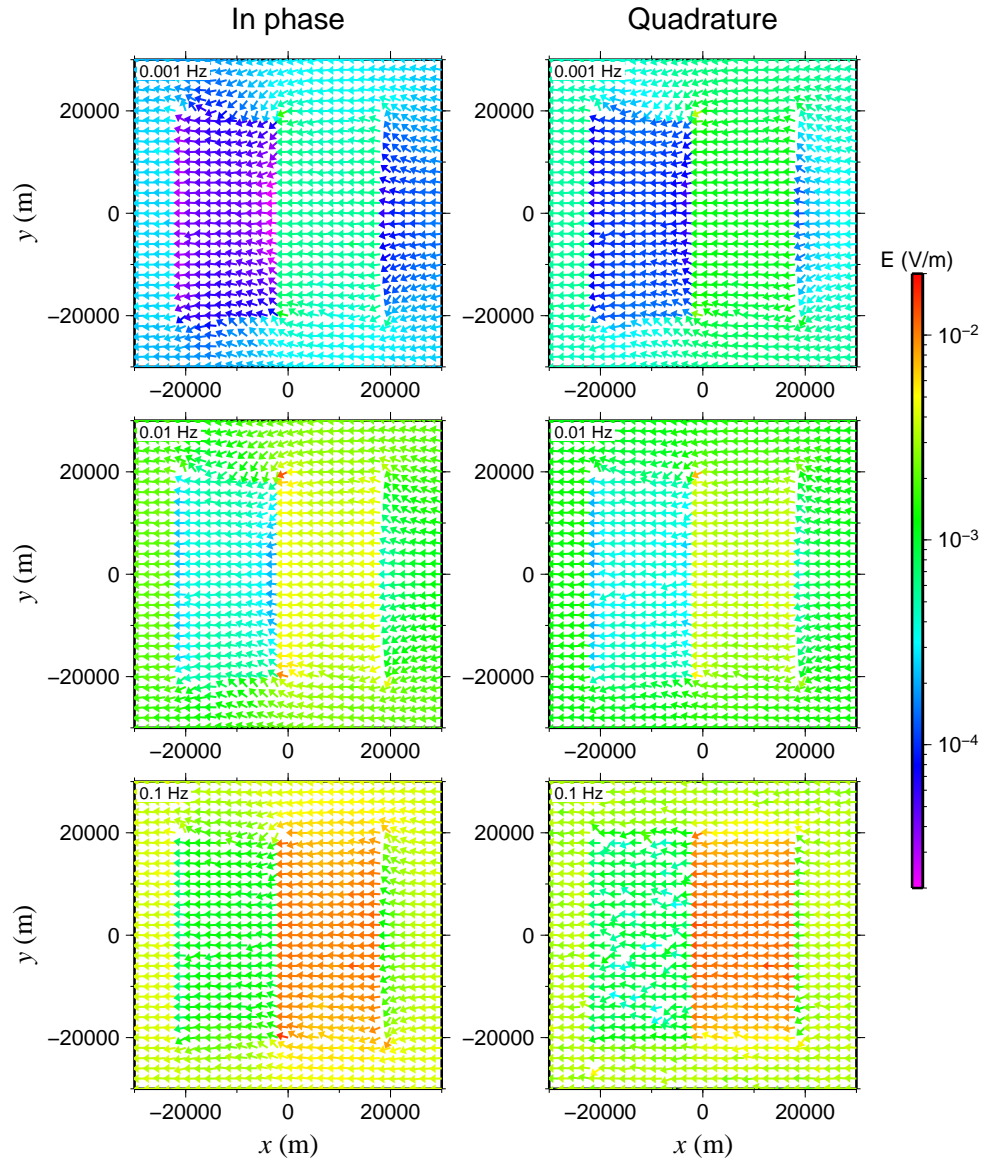 In phase Quadrature
0.001 Hz 0.001 Hz
20000 20000
y (m) 0 0
−20000 −20000
−20000 0 20000 −20000 0 20000
E (V/m)
10−2
10−3
10−4
0.01 Hz 0.01 Hz
20000 20000
y (m) 0 0
−20000 −20000
−20000 0 20000 −20000 0 20000
0.1 Hz 0.1 Hz
20000 20000
y (m) 0 0
−20000 −20000
−20000 0 20000 −20000 0 20000
x (m) x (m)